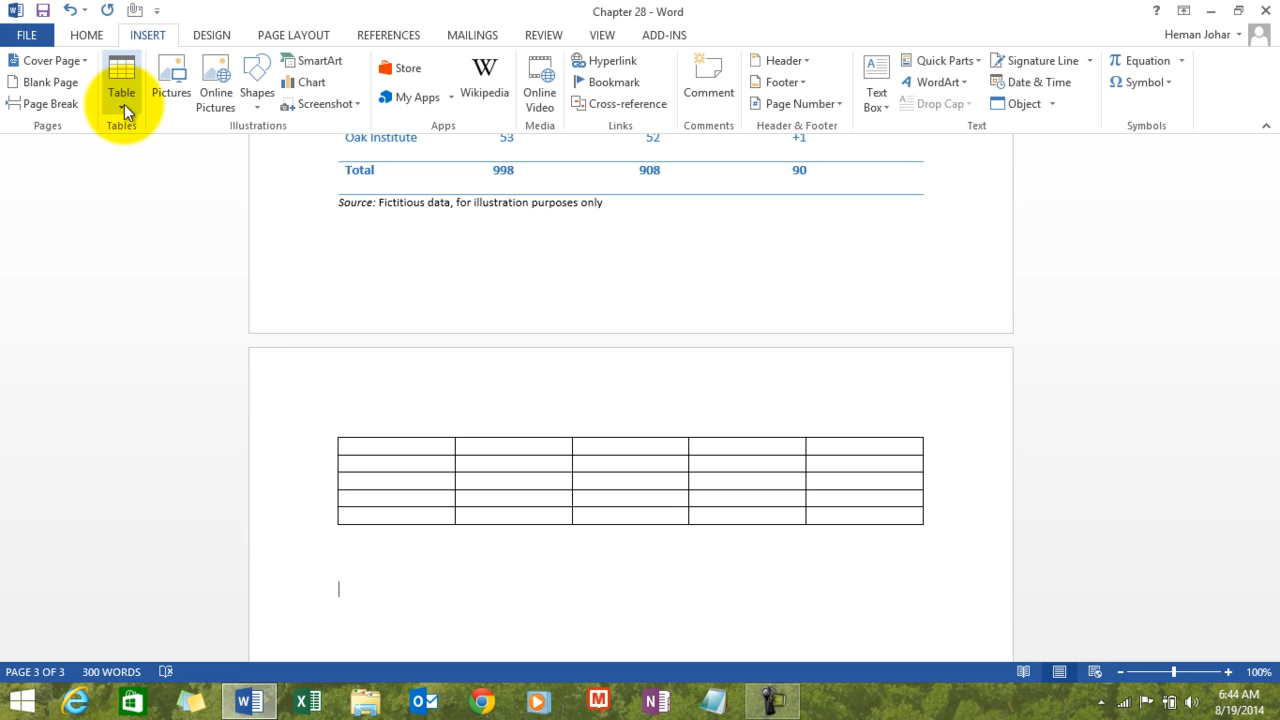 Chapter 28 - Word
?
FILE HOME INSERT DESIGN PAGE LAYOUT REFERENCES MAILINGS REVIEW VIEW ADD-INS
Heman Johar
Cover Page
Blank Page
Page Break
Pages
Table
Tables
Pictures
Online Pictures
Shapes
SmartArt
Chart
Screenshot
Illustrations
Store
My Apps
W
Wikipedia
Apps
Online Video
Media
Hyperlink
Bookmark
Cross-reference
Links
Comment
Comments
Header
Footer
Page Number
Header & Footer
Text Box
Quick Parts
WordArt
Drop Cap
Signature Line
Date & Time
Object
Text
Equation
Symbol
Symbols
Oak Institute 53 52 +1
Total 998 908 90
Source: Fictitious data, for illustration purposes only
PAGE 3 OF 3 300 WORDS
100%
6:44 AM
8/19/2014